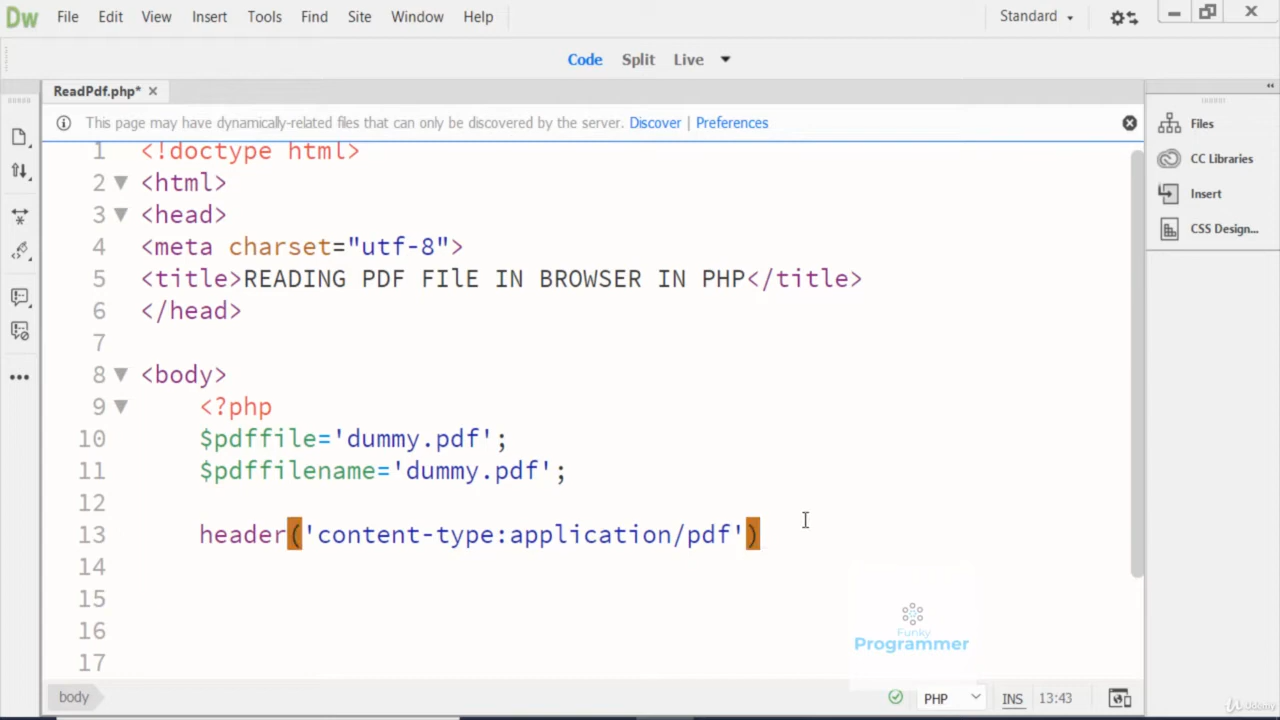 Dw File Edit View Insert Tools Find Site Window Help Standard
Code Split Live
ReadPdf.php*
This page may have dynamically-related files that can only be discovered by the server. Discover | Preferences
1 <!doctype html>
2 <html>
3 <head>
4 <meta charset="utf-8">
5 <title>READING PDF FIlE IN BROWSER IN PHP</title>
6 </head>
7
8 <body>
9 <?php
10 $pdffile='dummy.pdf';
11 $pdffilename='dummy.pdf';
12
13 header('content-type:application/pdf')
14
15
16
17
Files
CC Libraries
Insert
CSS Design...
Funky
Programmer
body PHP INS 13:43
Udemy